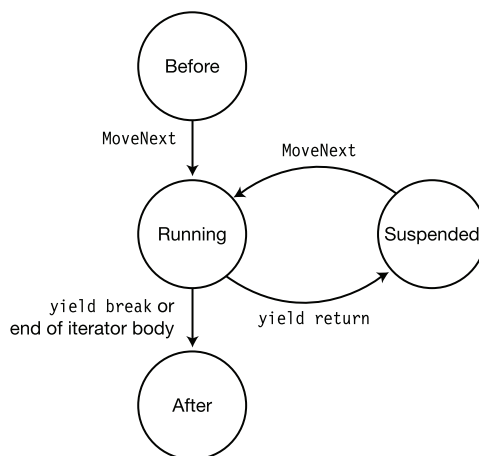 Before
MoveNext
MoveNext
Running
Suspended
yield break or
end of iterator body
yield return
After